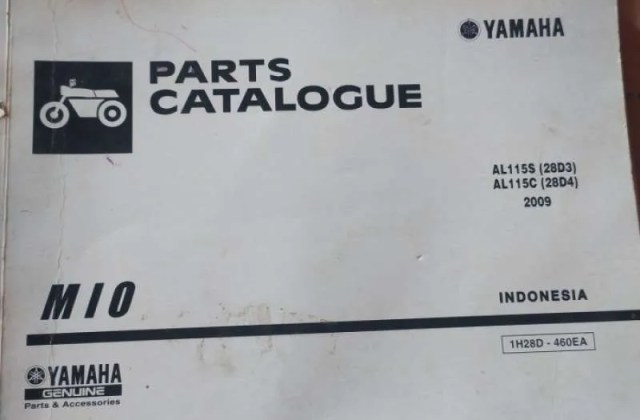 YAMAHA
PARTS
CATALOGUE
AL115S (28D3)
AL115C (28D4)
2009
MIO
INDONESIA
1H28D - 460EA
YAMAHA
GENUINE
Parts & Accessories